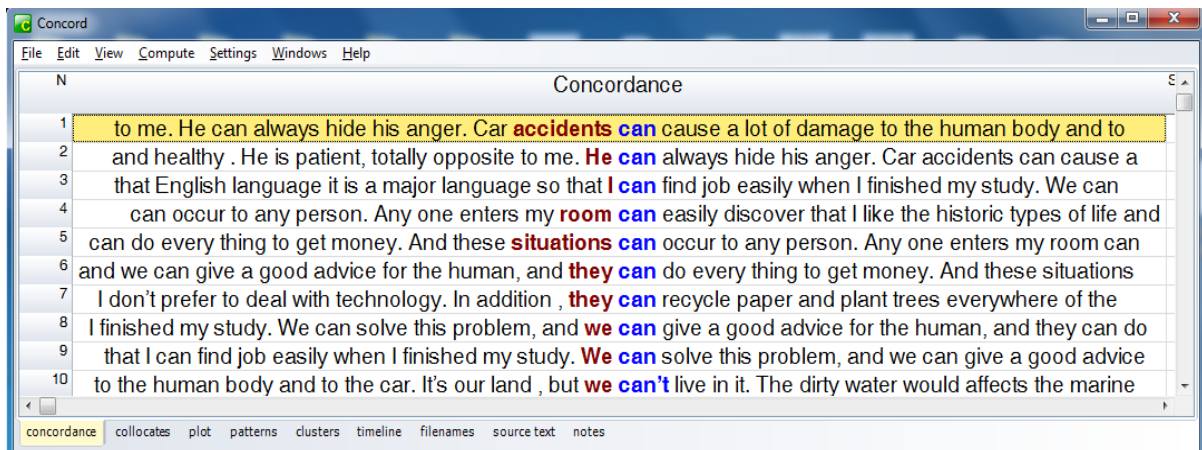 Concord
File Edit View Compute Settings Windows Help
N Concordance S
1 to me. He can always hide his anger. Car accidents can cause a lot of damage to the human body and to
2 and healthy . He is patient, totally opposite to me. He can always hide his anger. Car accidents can cause a
3 that English language it is a major language so that I can find job easily when I finished my study. We can
4 can occur to any person. Any one enters my room can easily discover that I like the historic types of life and
5 can do every thing to get money. And these situations can occur to any person. Any one enters my room can
6 and we can give a good advice for the human, and they can do every thing to get money. And these situations
7 I don’t prefer to deal with technology. In addition , they can recycle paper and plant trees everywhere of the
8 I finished my study. We can solve this problem, and we can give a good advice for the human, and they can do
9 that I can find job easily when I finished my study. We can solve this problem, and we can give a good advice
10 to the human body and to the car. It’s our land , but we can’t live in it. The dirty water would affects the marine
concordance collocates plot patterns clusters timeline filenames source text notes